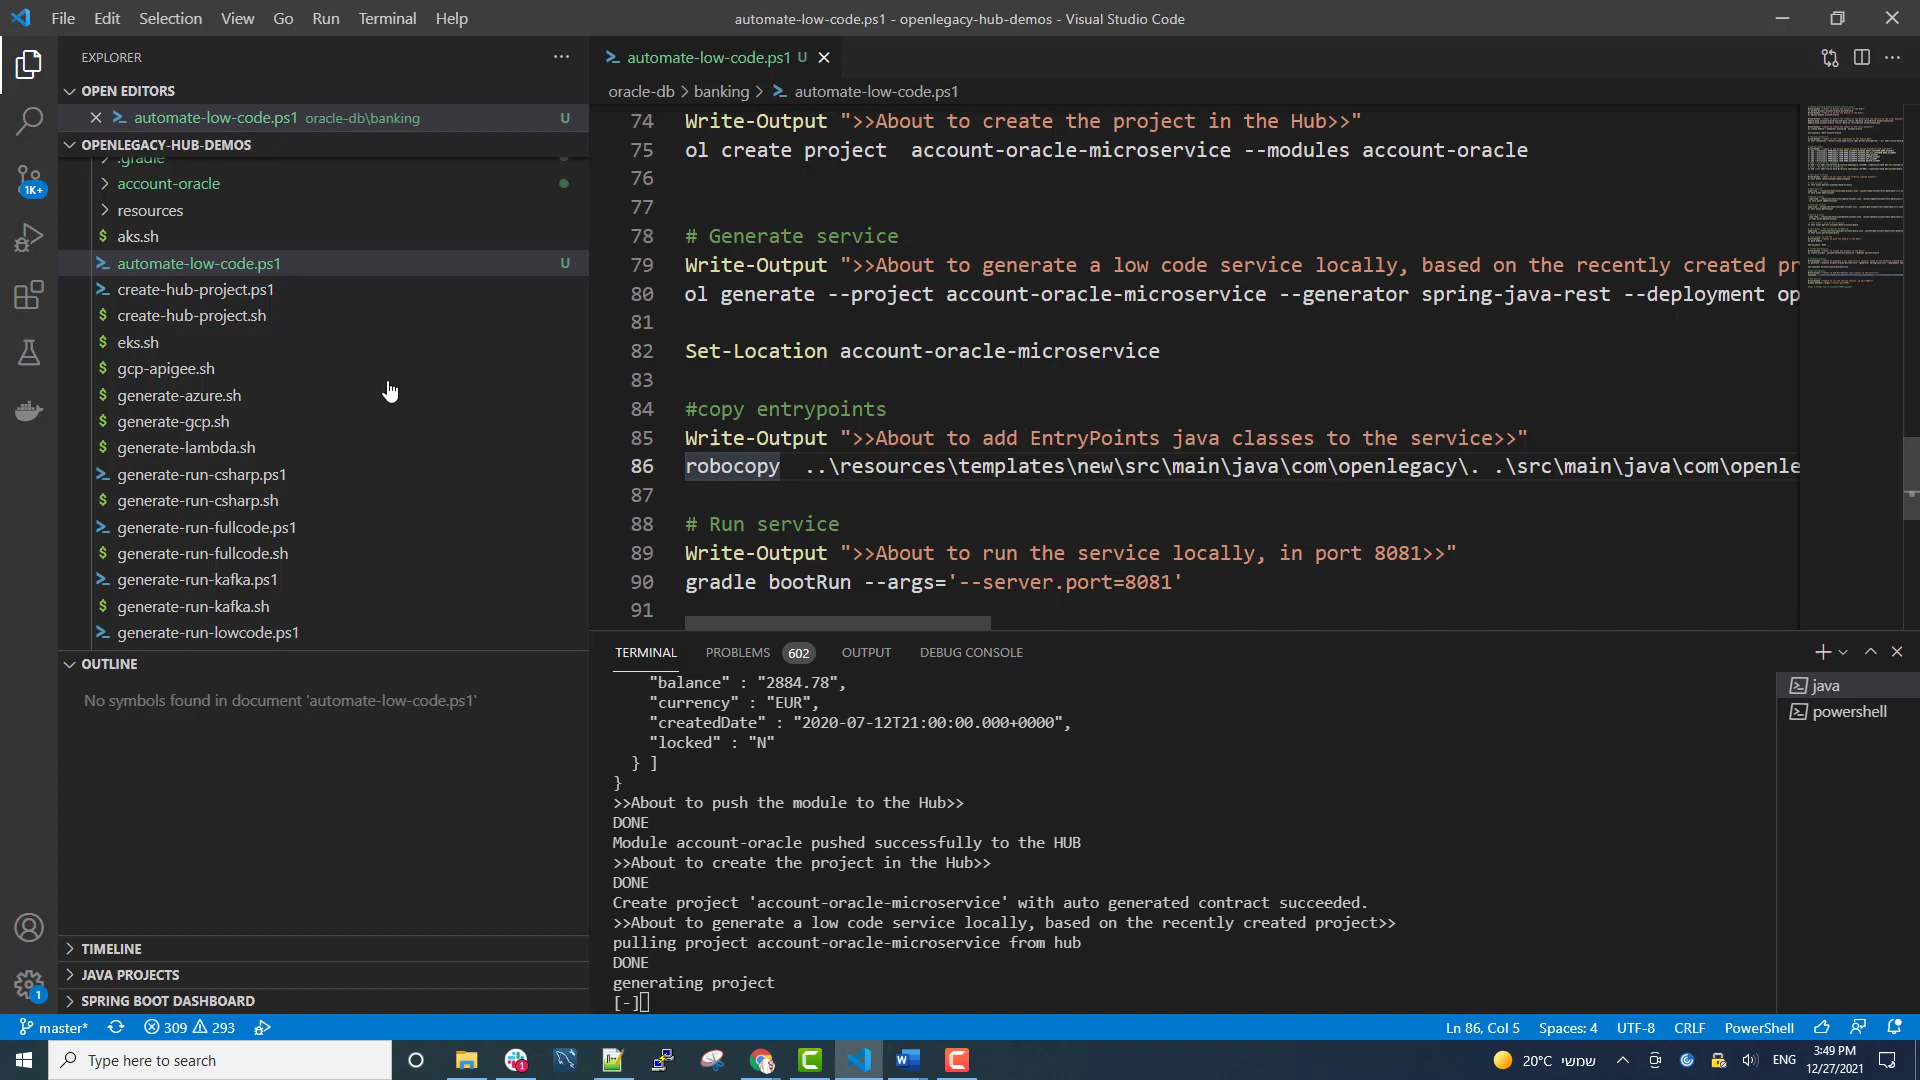 File Edit Selection View Go Run Terminal Help
automate-low-code.ps1 - openlegacy-hub-demos - Visual Studio Code
EXPLORER
OPEN EDITORS
automate-low-code.ps1 oracle-db\banking U
OPENLEGACY-HUB-DEMOS
.gradle
account-oracle
resources
$ aks.sh
automate-low-code.ps1 U
create-hub-project.ps1
$ create-hub-project.sh
$ eks.sh
$ gcp-apigee.sh
$ generate-azure.sh
$ generate-gcp.sh
$ generate-lambda.sh
generate-run-csharp.ps1
$ generate-run-csharp.sh
generate-run-fullcode.ps1
$ generate-run-fullcode.sh
generate-run-kafka.ps1
$ generate-run-kafka.sh
generate-run-lowcode.ps1
OUTLINE
No symbols found in document 'automate-low-code.ps1'
TIMELINE
JAVA PROJECTS
SPRING BOOT DASHBOARD
1K+
1
automate-low-code.ps1 U
oracle-db > banking > automate-low-code.ps1
74 Write-Output ">>About to create the project in the Hub>>"
75 ol create project  account-oracle-microservice --modules account-oracle
76
77
78 # Generate service
79 Write-Output ">>About to generate a low code service locally, based on the recently created pr
80 ol generate --project account-oracle-microservice --generator spring-java-rest --deployment op
81
82 Set-Location account-oracle-microservice
83
84 #copy entrypoints
85 Write-Output ">>About to add EntryPoints java classes to the service>>"
86 robocopy  ..\resources\templates\new\src\main\java\com\openlegacy\. .\src\main\java\com\openle
87
88 # Run service
89 Write-Output ">>About to run the service locally, in port 8081>>"
90 gradle bootRun --args='--server.port=8081'
91
TERMINAL PROBLEMS 602 OUTPUT DEBUG CONSOLE
"balance" : "2884.78",
"currency" : "EUR",
"createdDate" : "2020-07-12T21:00:00.000+0000",
"locked" : "N"
} ]
}
>>About to push the module to the Hub>>
DONE
Module account-oracle pushed successfully to the HUB
>>About to create the project in the Hub>>
DONE
Create project 'account-oracle-microservice' with auto generated contract succeeded.
>>About to generate a low code service locally, based on the recently created project>>
pulling project account-oracle-microservice from hub
DONE
generating project
[-]
java
powershell
master* 309 293
Ln 86, Col 5 Spaces: 4 UTF-8 CRLF PowerShell
Type here to search
20°C שמשי ENG
3:49 PM
12/27/2021